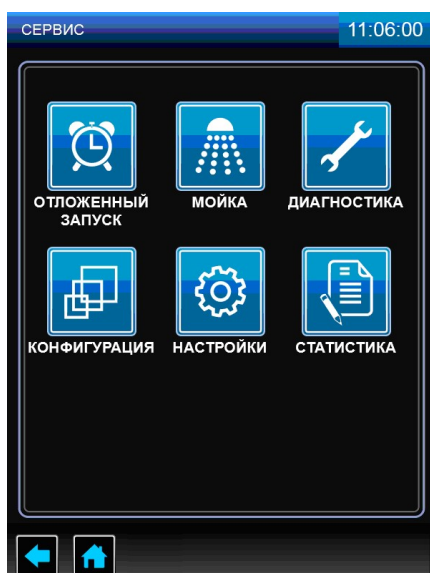 СЕРВИС
11:06:00
ОТЛОЖЕННЫЙ
ЗАПУСК
МОЙКА
ДИАГНОСТИКА
КОНФИГУРАЦИЯ
НАСТРОЙКИ
СТАТИСТИКА